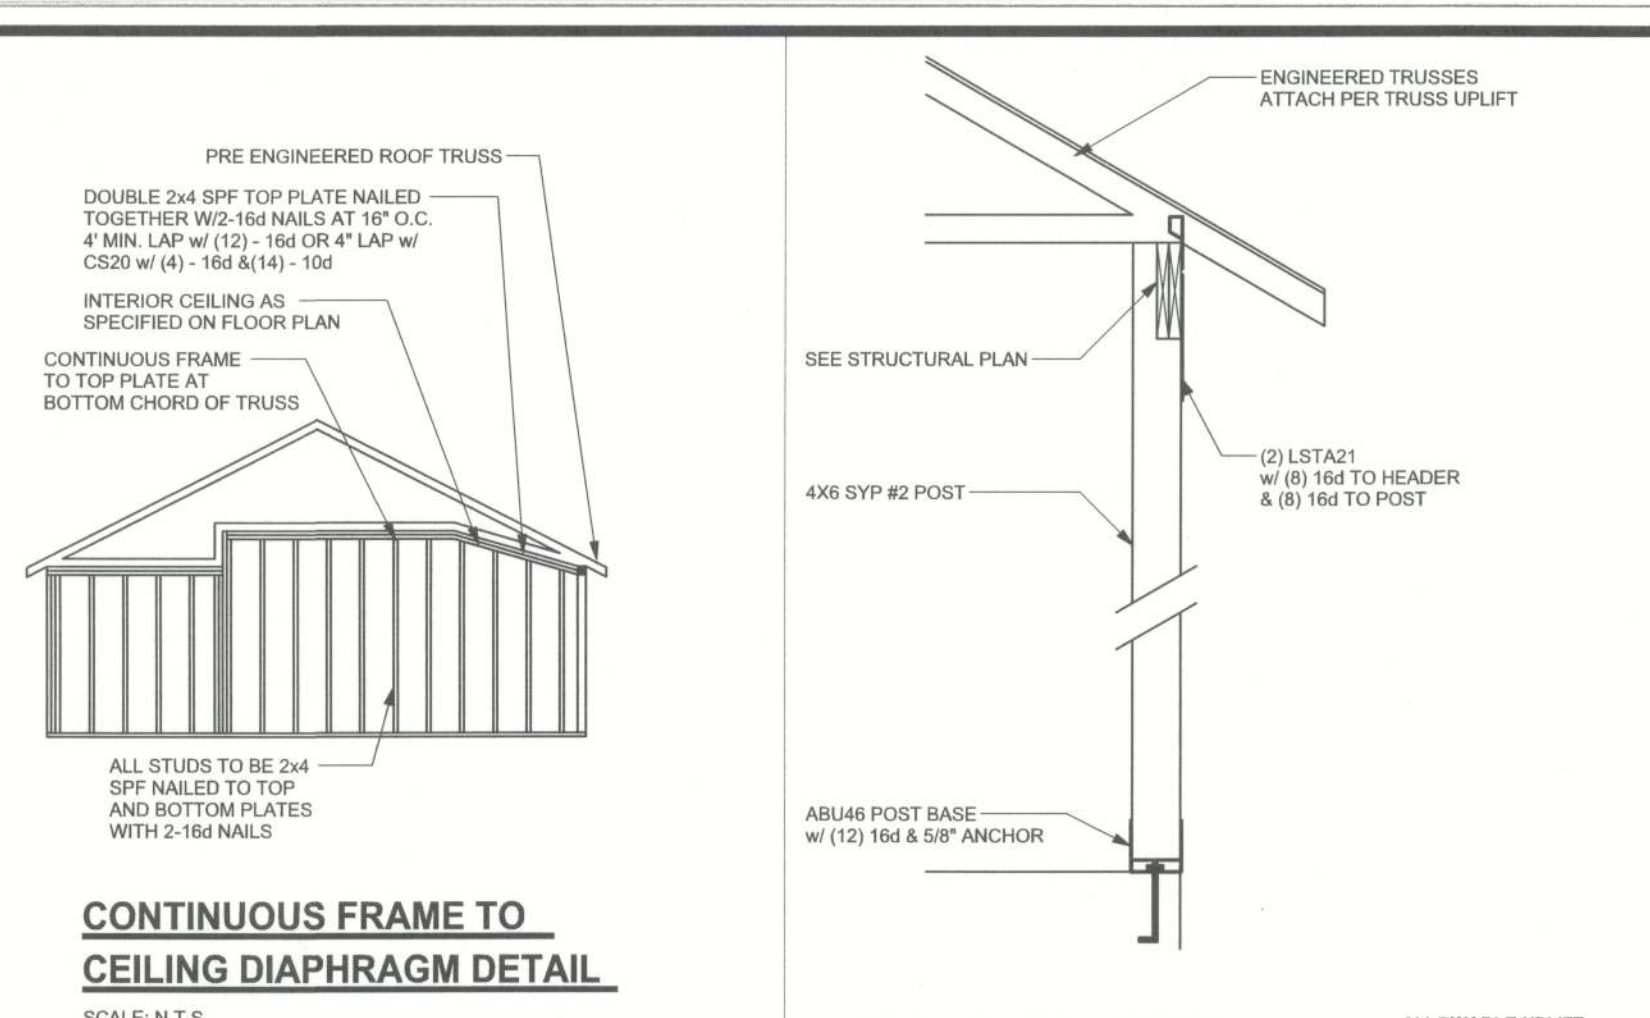 PRE ENGINEERED ROOF TRUSS
DOUBLE 2x4 SPF TOP PLATE NAILED
TOGETHER W/2-16d NAILS AT 16" O.C.
4' MIN. LAP w/ (12) - 16d OR 4" LAP w/
CS20 w/ (4) - 16d &(14) - 10d
INTERIOR CEILING AS
SPECIFIED ON FLOOR PLAN
CONTINUOUS FRAME
TO TOP PLATE AT
BOTTOM CHORD OF TRUSS
ALL STUDS TO BE 2x4
SPF NAILED TO TOP
AND BOTTOM PLATES
WITH 2-16d NAILS
CONTINUOUS FRAME TO
CEILING DIAPHRAGM DETAIL
SCALE: N.T.S.
ENGINEERED TRUSSES
ATTACH PER TRUSS UPLIFT
SEE STRUCTURAL PLAN
(2) LSTA21
w/ (8) 16d TO HEADER
& (8) 16d TO POST
4X6 SYP #2 POST
ABU46 POST BASE
w/ (12) 16d & 5/8" ANCHOR